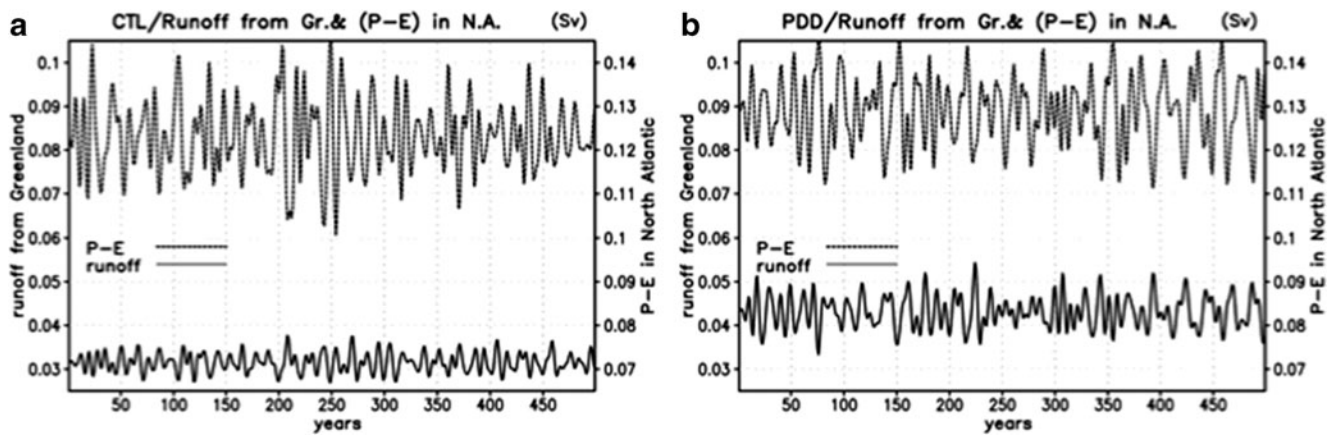 a
CTL/Runoff from Gr.& (P-E) in N.A. (Sv)
runoff from Greenland
0.1
0.09
0.08
0.07
0.06
0.05
0.04
0.03
P-E
runoff
0.14
0.13
0.12
0.11
0.1
0.09
0.08
0.07
P-E in North Atlantic
50 100 150 200 250 300 350 400 450
years
b
PDD/Runoff from Gr.& (P-E) in N.A. (Sv)
runoff from Greenland
0.1
0.09
0.08
0.07
0.06
0.05
0.04
0.03
P-E
runoff
0.14
0.13
0.12
0.11
0.1
0.09
0.08
0.07
P-E in North Atlantic
50 100 150 200 250 300 350 400 450
years